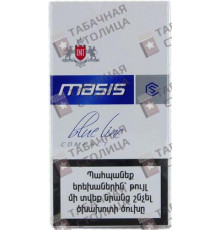 ТАБАЧНАЯ
СТОЛИЦА
masis
blue line
Պահպանեք
երեխաներին՝ թույլ
մի տվեք նրանց շնչել
ծխախոտի ծուխը